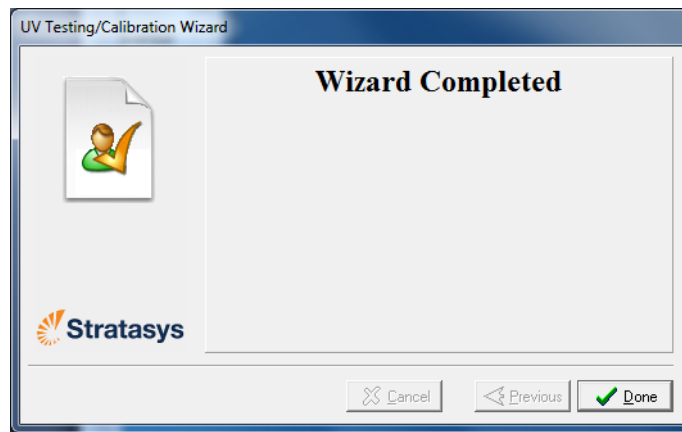 UV Testing/Calibration Wizard
Wizard Completed
Stratasys
Cancel
Previous
Done